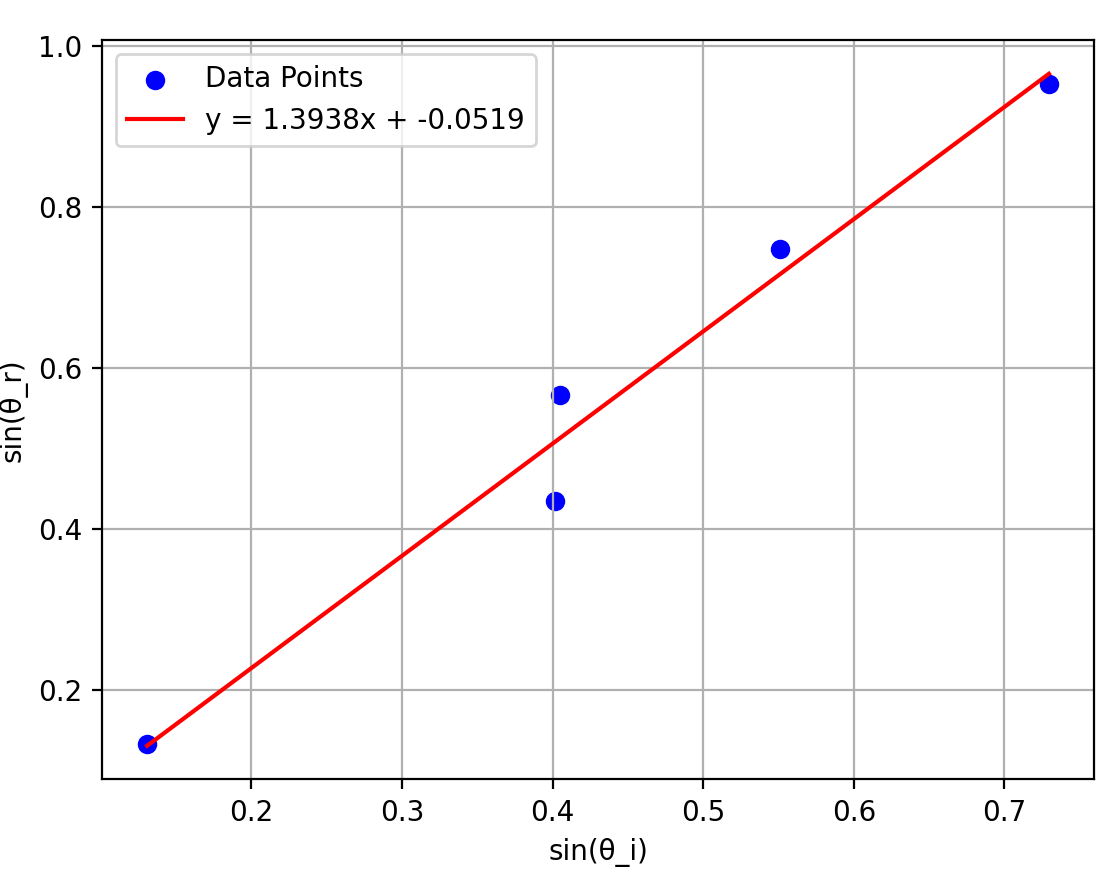 Data Points
y = 1.3938x + -0.0519
1.0
0.8
0.6
0.4
0.2
sin(θ_r)
0.2 0.3 0.4 0.5 0.6 0.7
sin(θ_i)